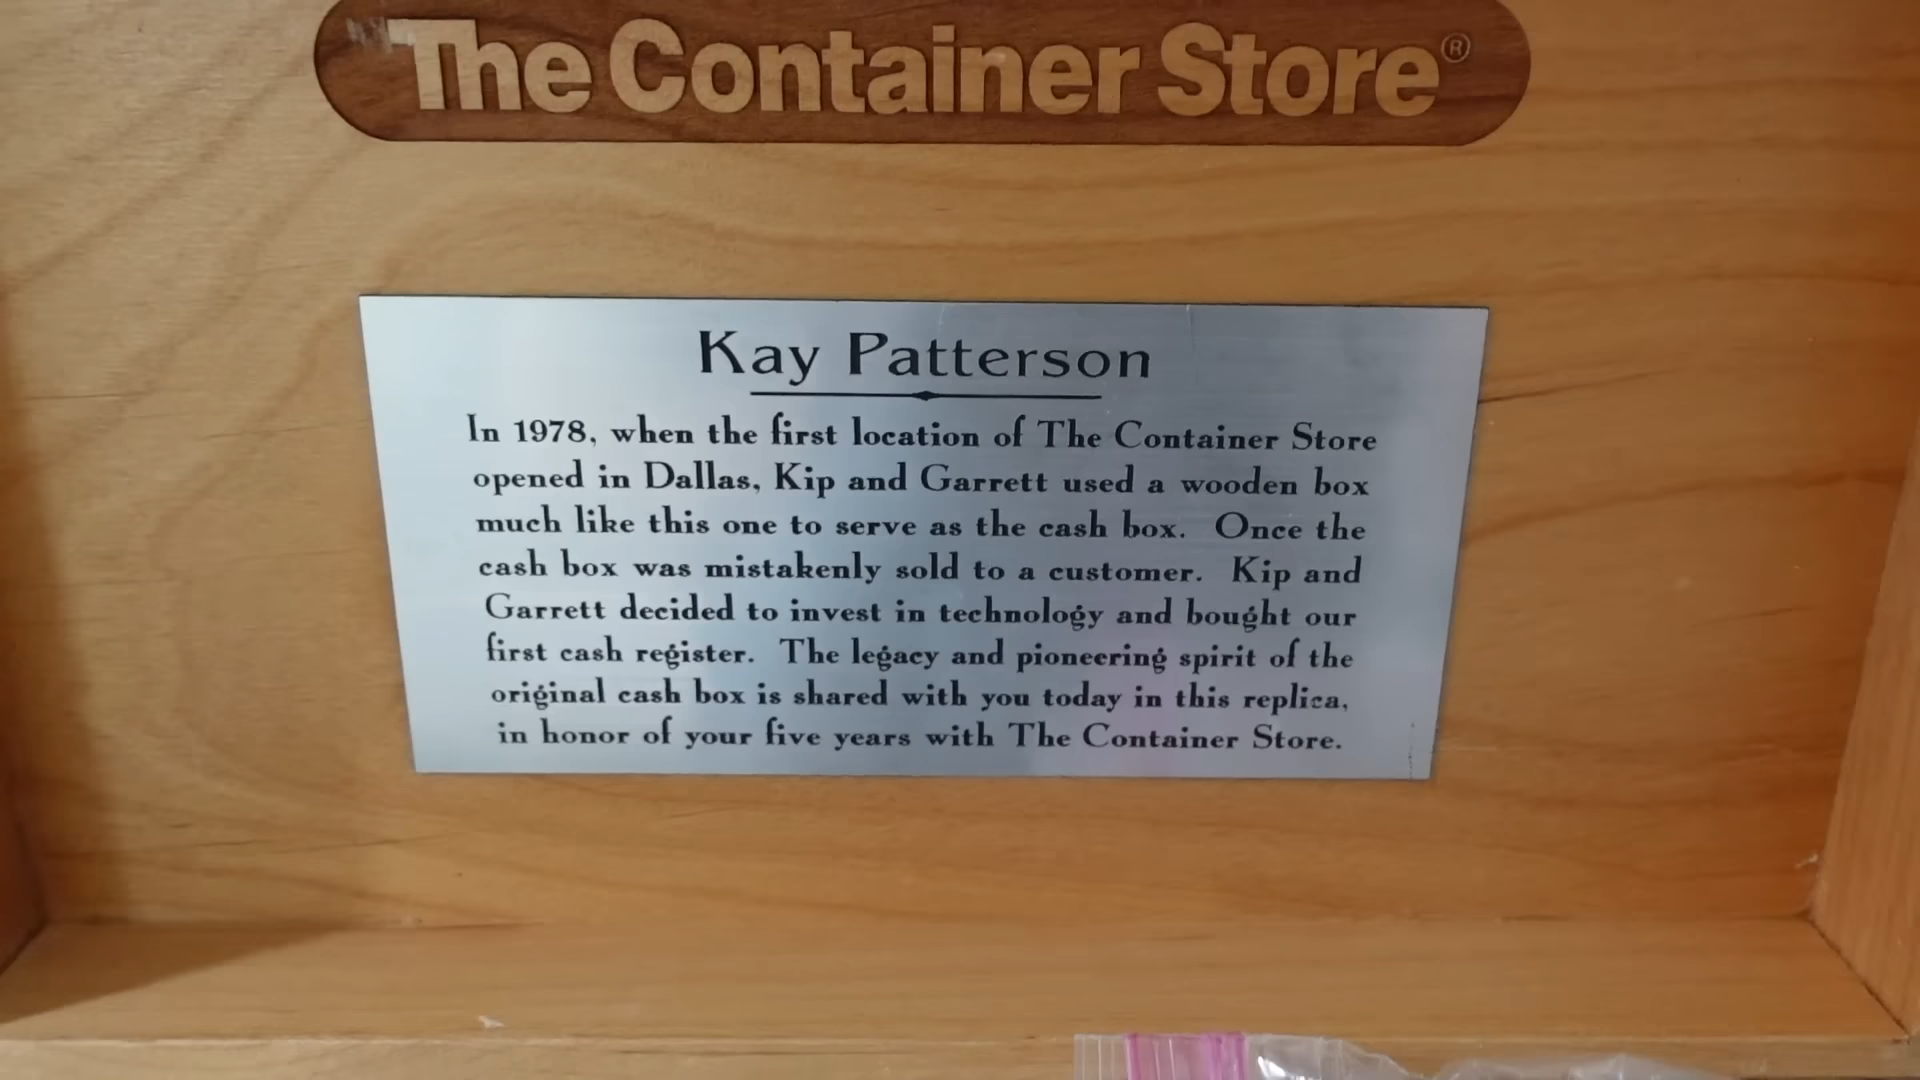 The Container Store®
Kay Patterson
In 1978, when the first location of The Container Store
opened in Dallas, Kip and Garrett used a wooden box
much like this one to serve as the cash box. Once the
cash box was mistakenly sold to a customer. Kip and
Garrett decided to invest in technology and bought our
first cash register. The legacy and pioneering spirit of the
original cash box is shared with you today in this replica,
in honor of your five years with The Container Store.